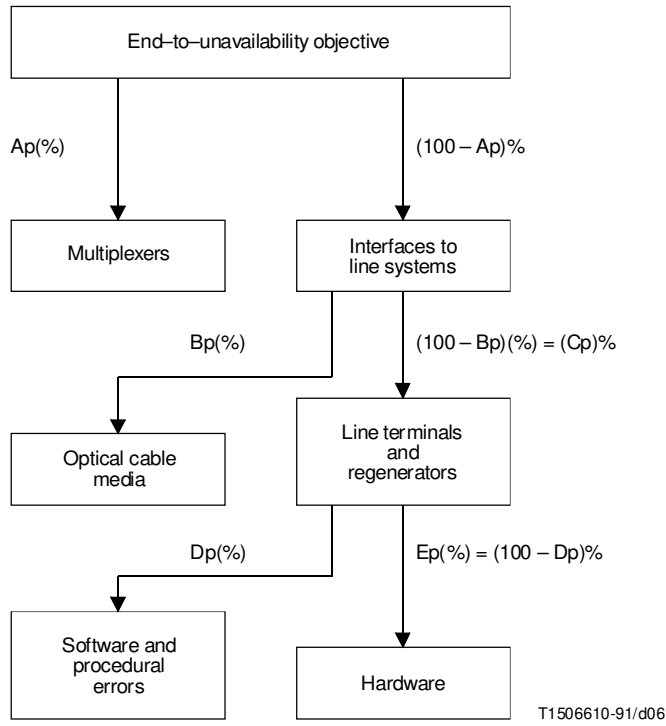 End–to–unavailability objective
Ap(%)
(100 – Ap)%
Multiplexers
Interfaces to
line systems
Bp(%)
(100 – Bp)(%) = (Cp)%
Optical cable
media
Line terminals
and
regenerators
Dp(%)
Ep(%) = (100 – Dp)%
Software and
procedural
errors
Hardware
T1506610-91/d06